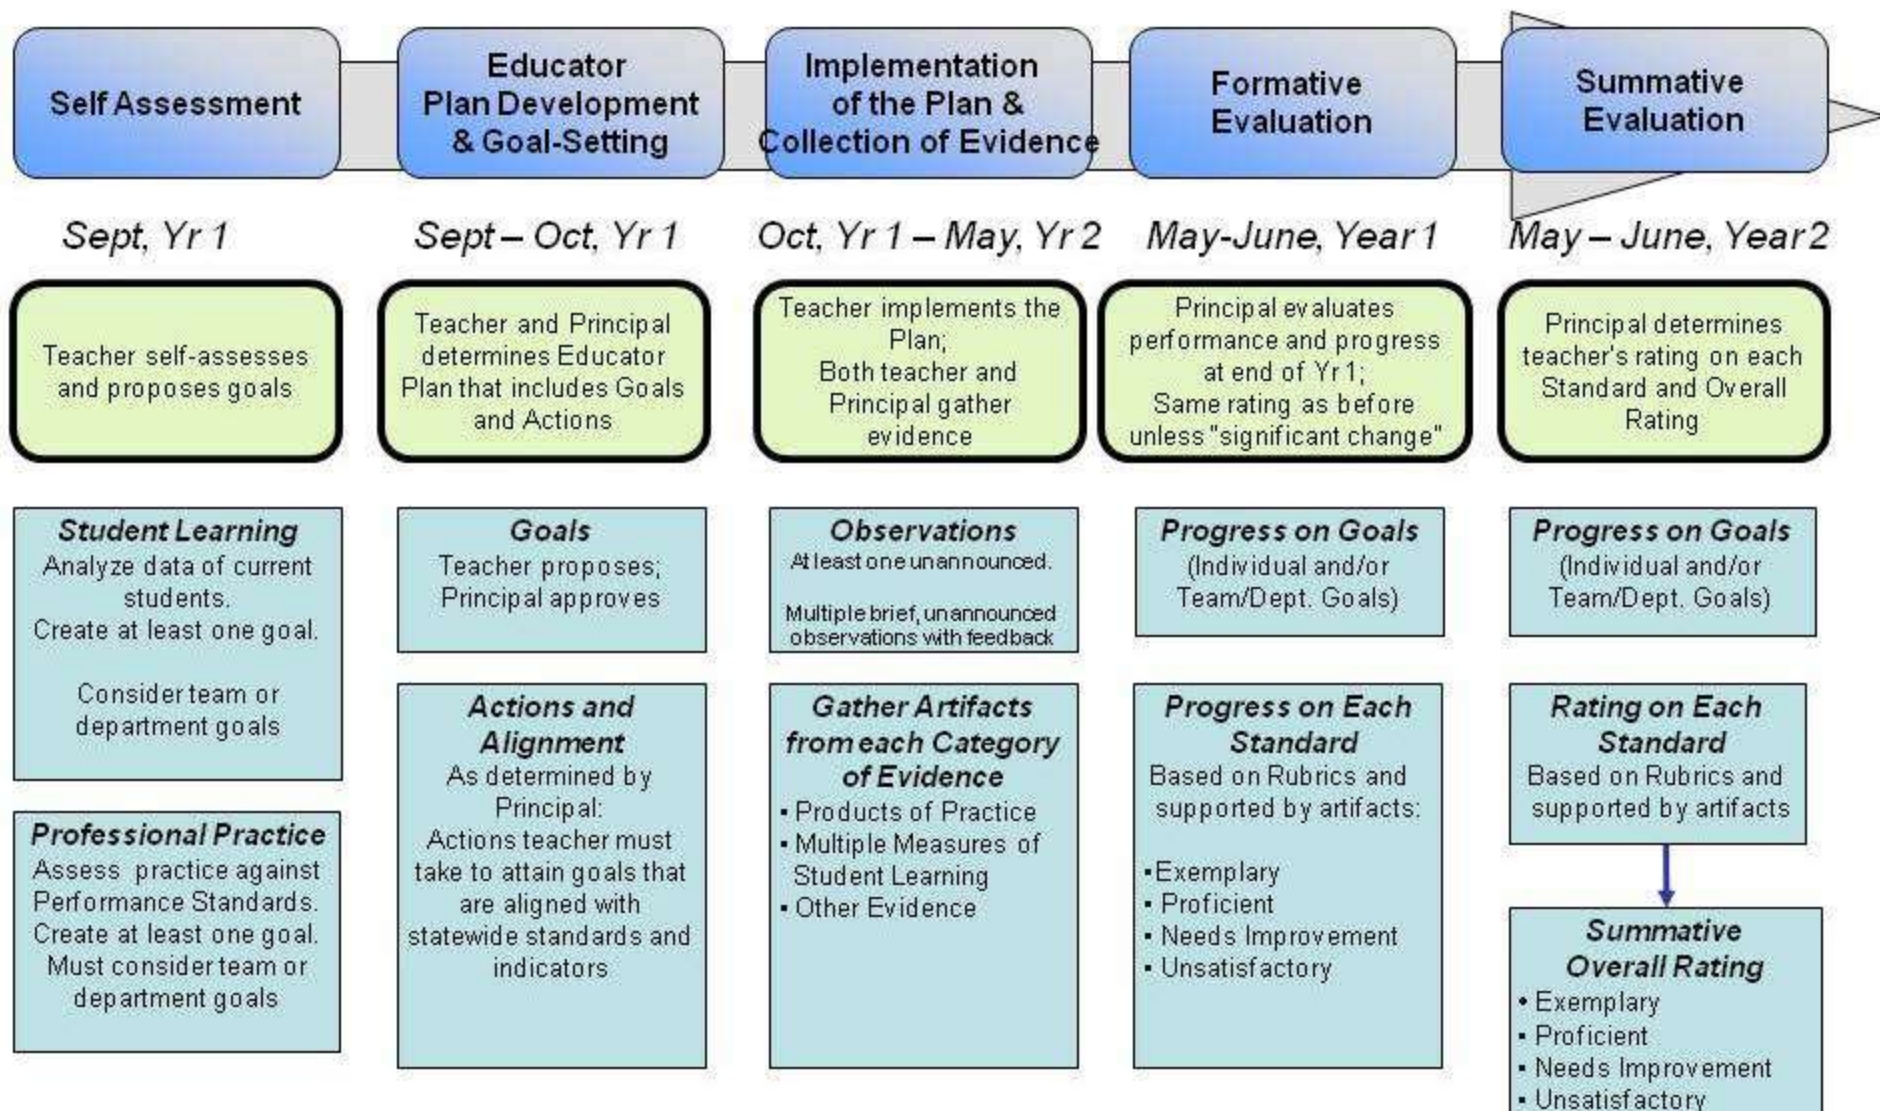 Self Assessment
Educator
Plan Development
& Goal-Setting
Implementation
of the Plan &
Collection of Evidence
Formative
Evaluation
Summative
Evaluation
Sept, Yr 1
Sept – Oct, Yr 1
Oct, Yr 1 – May, Yr 2
May-June, Year 1
May – June, Year 2
Teacher self-assesses
and proposes goals
Teacher and Principal
determines Educator
Plan that includes Goals
and Actions
Teacher implements the
Plan;
Both teacher and
Principal gather
evidence
Principal evaluates
performance and progress
at end of Yr 1;
Same rating as before
unless "significant change"
Principal determines
teacher's rating on each
Standard and Overall
Rating
Student Learning
Analyze data of current
students.
Create at least one goal.
Consider team or
department goals
Professional Practice
Assess practice against
Performance Standards.
Create at least one goal.
Must consider team or
department goals
Goals
Teacher proposes;
Principal approves
Actions and
Alignment
As determined by
Principal:
Actions teacher must
take to attain goals that
are aligned with
statewide standards and
indicators
Observations
At least one unannounced.
Multiple brief, unannounced
observations with feedback
Gather Artifacts
from each Category
of Evidence
▪ Products of Practice
▪ Multiple Measures of
Student Learning
▪ Other Evidence
Progress on Goals
(Individual and/or
Team/Dept. Goals)
Progress on Each
Standard
Based on Rubrics and
supported by artifacts:
▪ Exemplary
▪ Proficient
▪ Needs Improvement
▪ Unsatisfactory
Progress on Goals
(Individual and/or
Team/Dept. Goals)
Rating on Each
Standard
Based on Rubrics and
supported by artifacts
Summative
Overall Rating
• Exemplary
▪ Proficient
▪ Needs Improvement
▪ Unsatisfactory